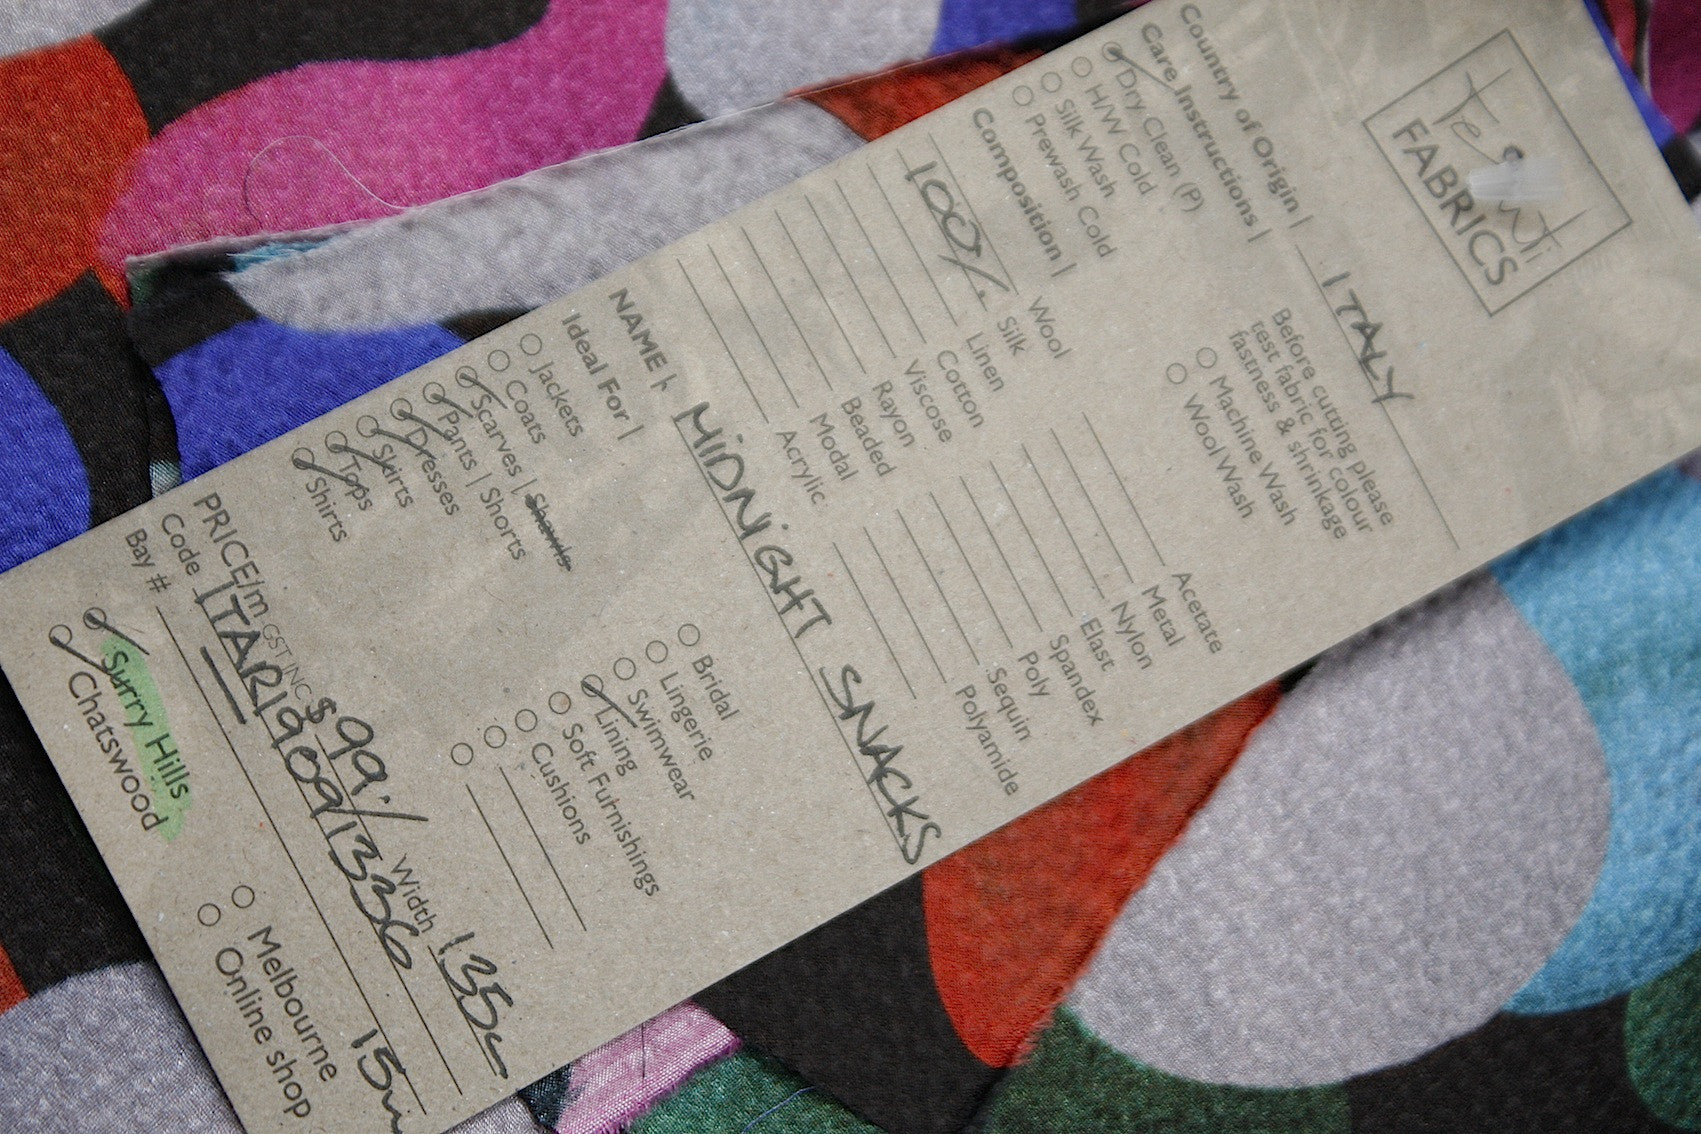 Tessuti
FABRICS
Country of Origin | ITALY
Care Instructions |
Dry Clean (P)
H/W Cold
Silk Wash
Prewash Cold
Before cutting please
test fabric for colour
fastness & shrinkage
Machine Wash
Wool Wash
Composition |
Wool
100% Silk
Linen
Cotton
Viscose
Rayon
Beaded
Modal
Acrylic
Acetate
Metal
Nylon
Elast
Spandex
Poly
Sequin
Polyamide
NAME | MIDNIGHT SNACKS
Ideal For |
Jackets
Coats
Scarves | Shawls
Pants | Shorts
Dresses
Skirts
Tops
Shirts
Bridal
Lingerie
Swimwear
Lining
Soft Furnishings
Cushions
PRICE/m GST INC $99./ Width 135c
Code ITAR1909/1336 15m
Bay #
Surry Hills
Chatswood
Melbourne
Online shop